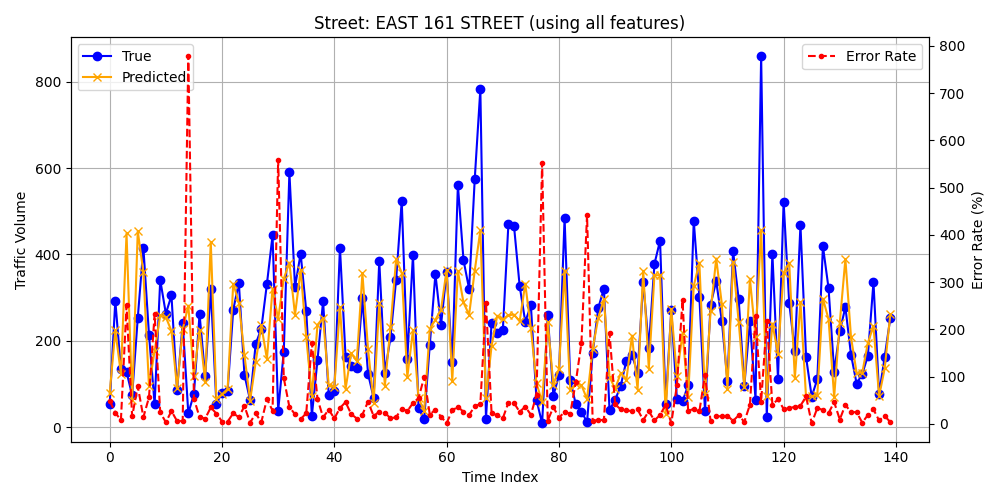 Street: EAST 161 STREET (using all features)
True
Predicted
Error Rate
Traffic Volume
800
600
400
200
0
800
700
600
500
400
300
200
100
0
Error Rate (%)
0 20 40 60 80 100 120 140
Time Index